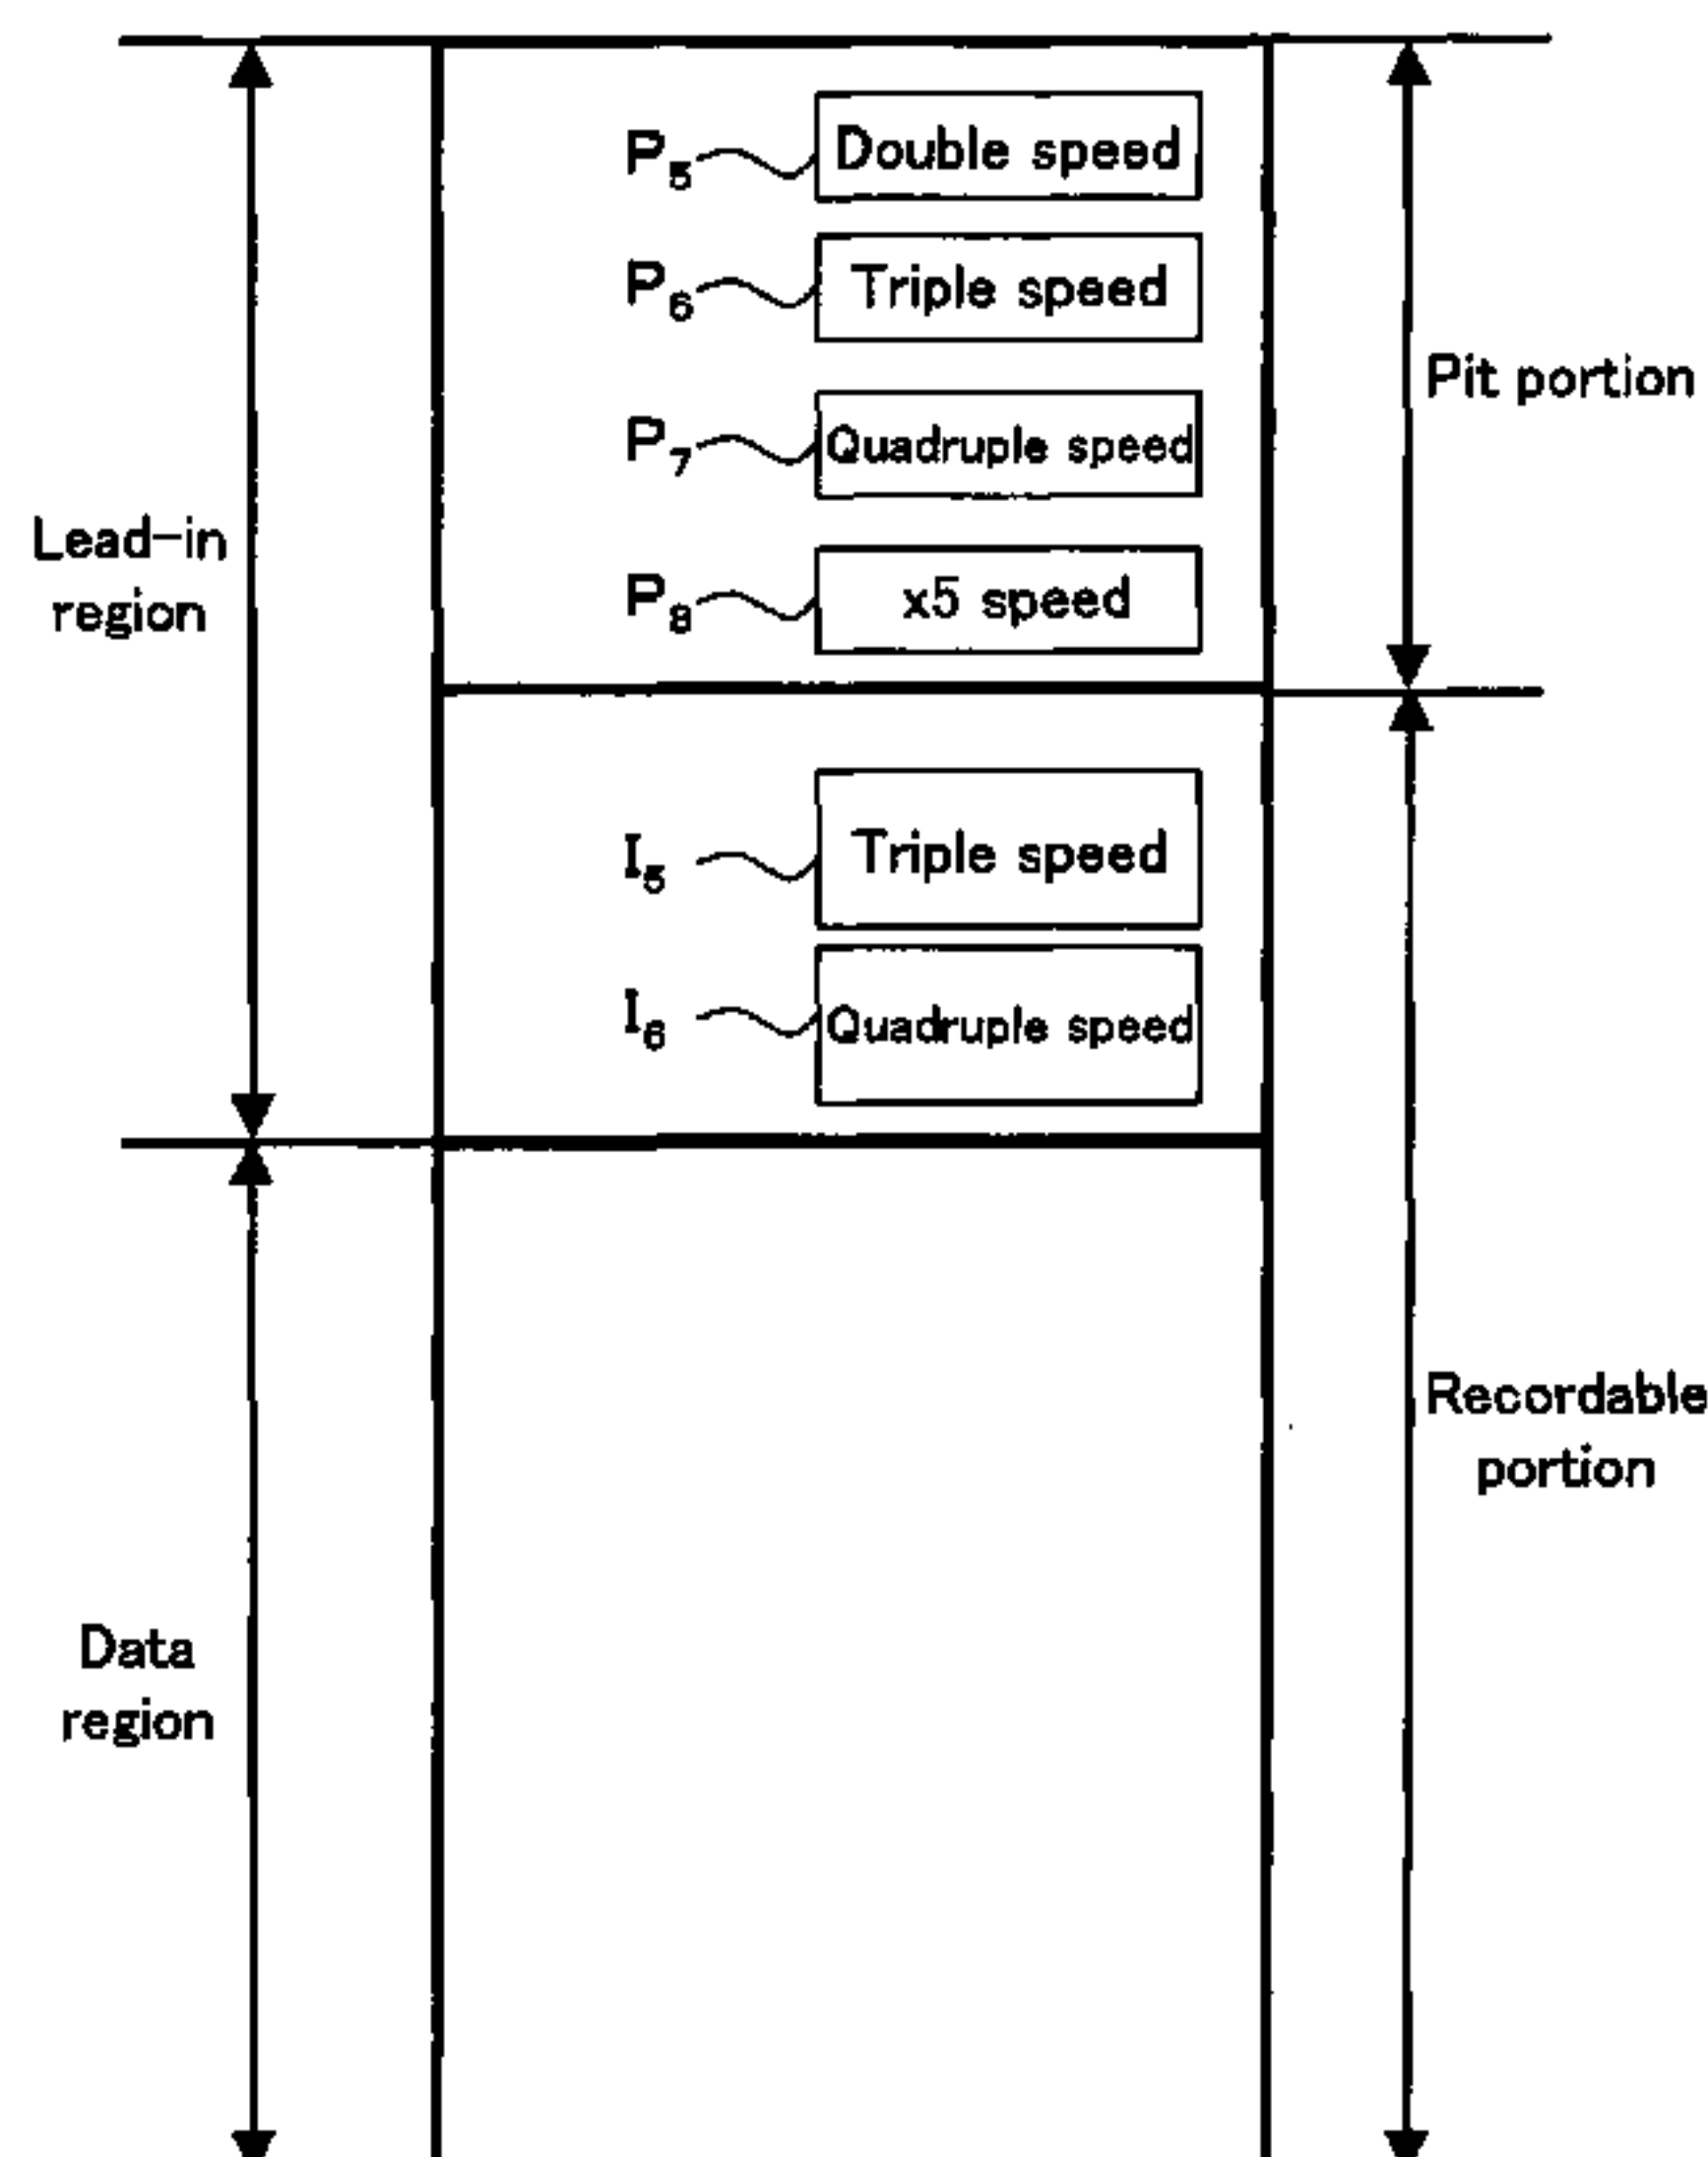 P5 Double speed
P6 Triple speed
P7 Quadruple speed
P8 x5 speed
Pit portion
Lead-in
region
I5 Triple speed
I6 Quadruple speed
Recordable
portion
Data
region